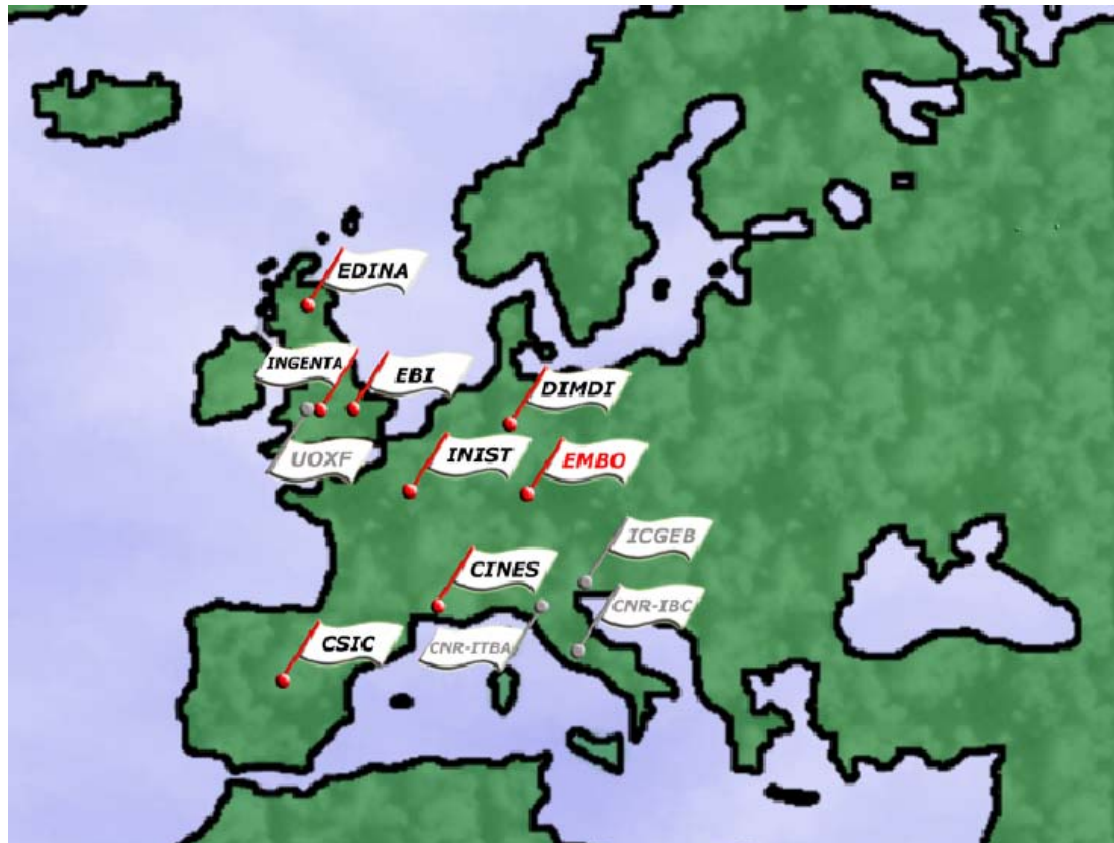 EDINA
INGENTA
EBI
DIMDI
UOXF
INIST
EMBO
ICGEB
CINES
CNR-IBC
CSIC
CNR-ITBA